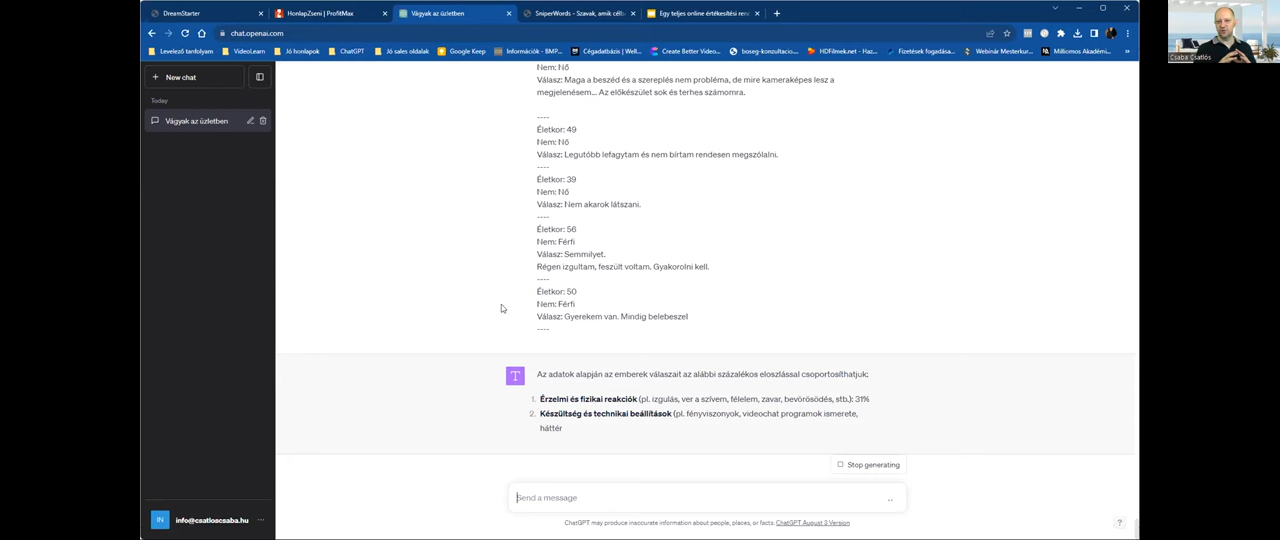 DreamStarter
HonlapZseni | ProfitMax
Vágyak az üzletben
SniperWords - Szavak, amik célb
Egy teljes online értékesítési ren
chat.openai.com
Levelező tanfolyam
VideoLearn
Jó honlapok
ChatGPT
Jó sales oldalak
Google Keep
Információk - BMP...
Cégadatbázis | Well...
Create Better Video...
boseg-konzultacio....
HDFilmek.net - Haz...
Fizetések fogadása...
Webinár Mesterkur...
Milliomos Akadémi...
Csaba Csatlós
New chat
Today
Vágyak az üzletben
Nem: Nő
Válasz: Maga a beszéd és a szereplés nem probléma, de mire kameraképes lesz a
megjelenésem... Az előkészület sok és terhes számomra.
----
Életkor: 49
Nem: Nő
Válasz: Legutóbb lefagytam és nem bírtam rendesen megszólalni.
----
Életkor: 39
Nem: Nő
Válasz: Nem akarok látszani.
----
Életkor: 56
Nem: Férfi
Válasz: Semmilyet.
Régen izgultam, feszült voltam. Gyakorolni kell.
----
Életkor: 50
Nem: Férfi
Válasz: Gyerekem van. Mindig belebeszel
----
T
Az adatok alapján az emberek válaszait az alábbi százalékos eloszlással csoportosíthatjuk:
1. Érzelmi és fizikai reakciók (pl. izgulás, ver a szívem, félelem, zavar, bevörösödés, stb.): 31%
2. Készültség és technikai beállítások (pl. fényviszonyok, videochat programok ismerete,
háttér
Stop generating
Send a message
IN
info@csatloscsaba.hu
ChatGPT may produce inaccurate information about people, places, or facts. ChatGPT August 3 Version
?